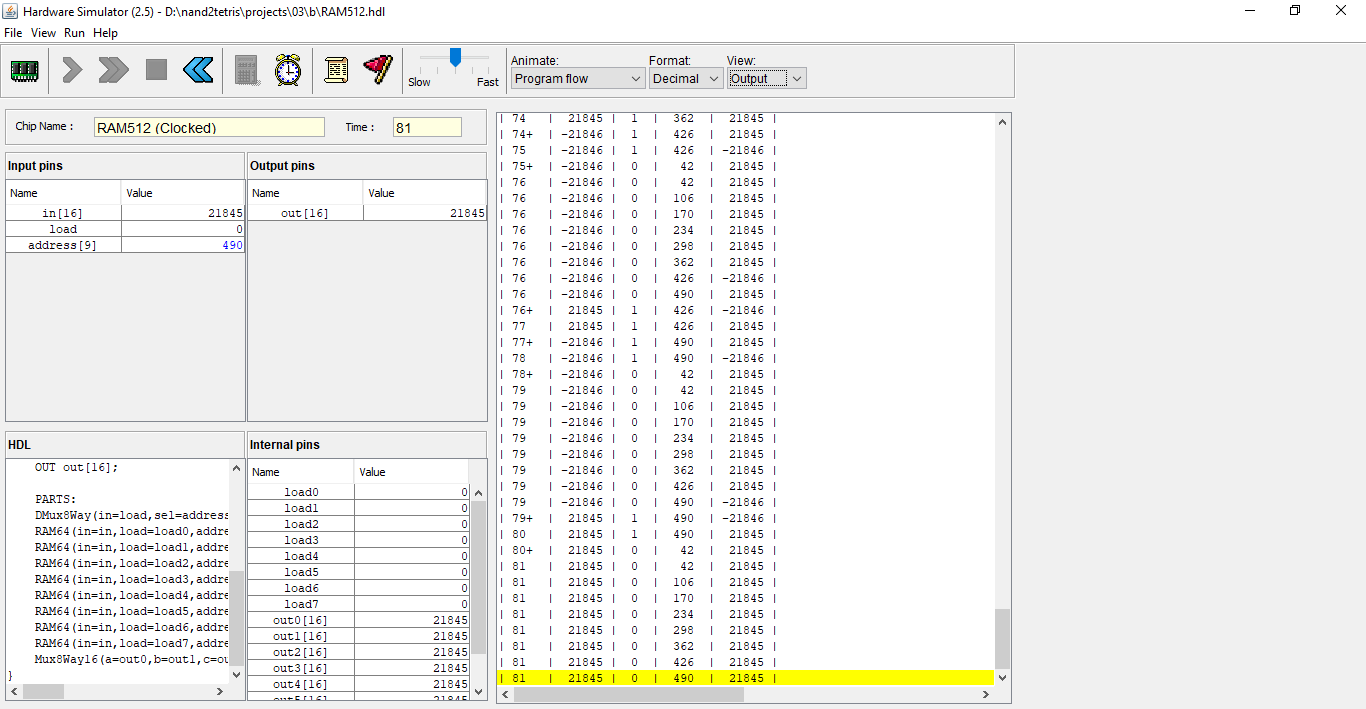 Hardware Simulator (2.5) - D:\nand2tetris\projects\03\b\RAM512.hdl
File View Run Help
Slow Fast
Animate: Format: View:
Program flow Decimal Output
Chip Name : RAM512 (Clocked) Time : 81
Input pins
Name Value
in[16] 21845
load 0
address[9] 490
Output pins
Name Value
out[16] 21845
HDL
OUT out[16];
PARTS:
DMux8Way(in=load,sel=address
RAM64(in=in,load=load0,addre
RAM64(in=in,load=load1,addre
RAM64(in=in,load=load2,addre
RAM64(in=in,load=load3,addre
RAM64(in=in,load=load4,addre
RAM64(in=in,load=load5,addre
RAM64(in=in,load=load6,addre
RAM64(in=in,load=load7,addre
Mux8Way16(a=out0,b=out1,c=ou
}
Internal pins
Name Value
load0 0
load1 0
load2 0
load3 0
load4 0
load5 0
load6 0
load7 0
out0[16] 21845
out1[16] 21845
out2[16] 21845
out3[16] 21845
out4[16] 21845
out5[16] 21845
| 74 | 21845 | 1 | 362 | 21845 |
| 74+ | -21846 | 1 | 426 | 21845 |
| 75 | -21846 | 1 | 426 | -21846 |
| 75+ | -21846 | 0 | 42 | 21845 |
| 76 | -21846 | 0 | 42 | 21845 |
| 76 | -21846 | 0 | 106 | 21845 |
| 76 | -21846 | 0 | 170 | 21845 |
| 76 | -21846 | 0 | 234 | 21845 |
| 76 | -21846 | 0 | 298 | 21845 |
| 76 | -21846 | 0 | 362 | 21845 |
| 76 | -21846 | 0 | 426 | -21846 |
| 76 | -21846 | 0 | 490 | 21845 |
| 76+ | 21845 | 1 | 426 | -21846 |
| 77 | 21845 | 1 | 426 | 21845 |
| 77+ | -21846 | 1 | 490 | 21845 |
| 78 | -21846 | 1 | 490 | -21846 |
| 78+ | -21846 | 0 | 42 | 21845 |
| 79 | -21846 | 0 | 42 | 21845 |
| 79 | -21846 | 0 | 106 | 21845 |
| 79 | -21846 | 0 | 170 | 21845 |
| 79 | -21846 | 0 | 234 | 21845 |
| 79 | -21846 | 0 | 298 | 21845 |
| 79 | -21846 | 0 | 362 | 21845 |
| 79 | -21846 | 0 | 426 | 21845 |
| 79 | -21846 | 0 | 490 | -21846 |
| 79+ | 21845 | 1 | 490 | -21846 |
| 80 | 21845 | 1 | 490 | 21845 |
| 80+ | 21845 | 0 | 42 | 21845 |
| 81 | 21845 | 0 | 42 | 21845 |
| 81 | 21845 | 0 | 106 | 21845 |
| 81 | 21845 | 0 | 170 | 21845 |
| 81 | 21845 | 0 | 234 | 21845 |
| 81 | 21845 | 0 | 298 | 21845 |
| 81 | 21845 | 0 | 362 | 21845 |
| 81 | 21845 | 0 | 426 | 21845 |
| 81 | 21845 | 0 | 490 | 21845 |